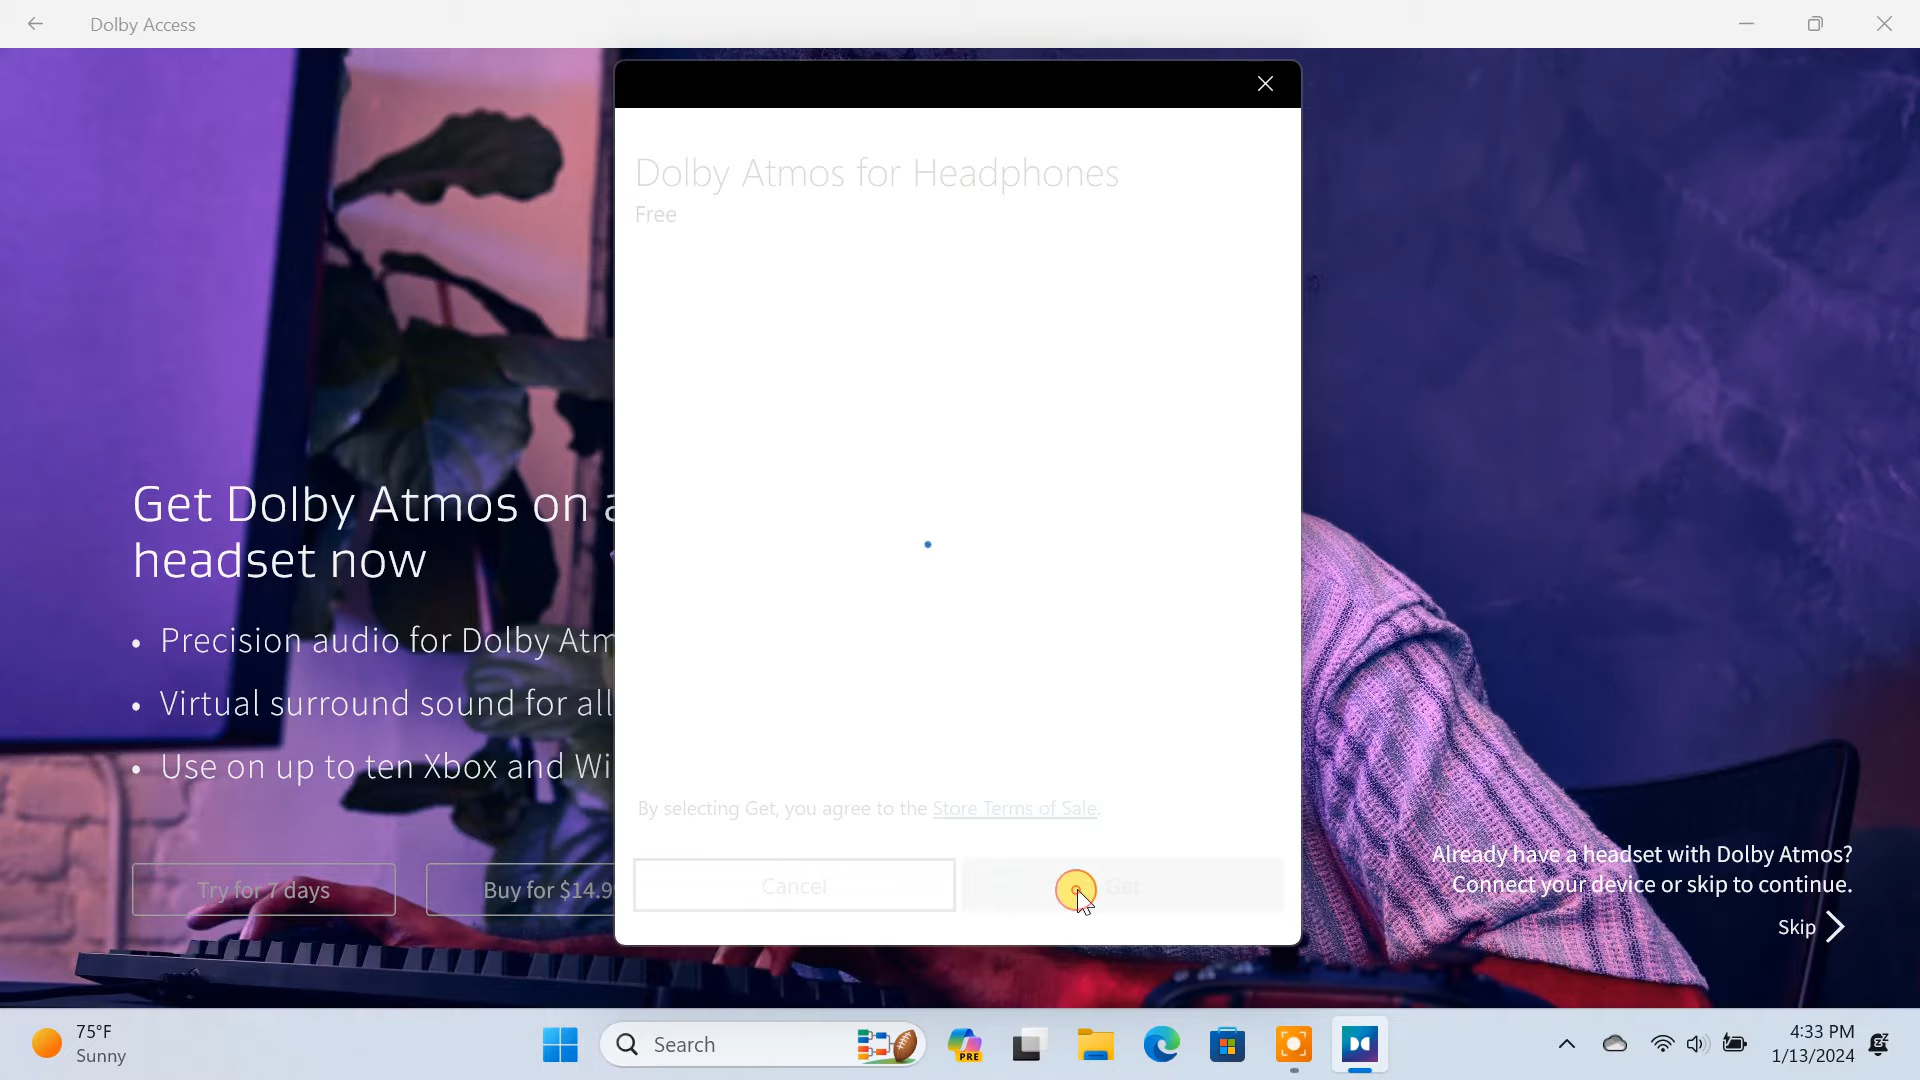 Dolby Access
Dolby Atmos for Headphones
Free
Get Dolby Atmos on a
headset now
• Precision audio for Dolby Atm
• Virtual surround sound for all
• Use on up to ten Xbox and Wi
Try for 7 days
Buy for $14.9
By selecting Get, you agree to the Store Terms of Sale.
Cancel
Get
Already have a headset with Dolby Atmos?
Connect your device or skip to continue.
Skip
75°F
Sunny
Search
PRE
4:33 PM
1/13/2024